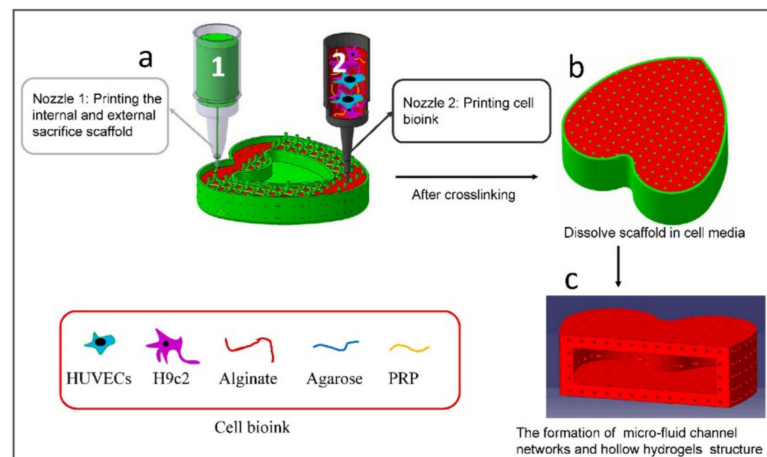 a
1
2
b
Nozzle 1: Printing the
internal and external
sacrifice scaffold
Nozzle 2: Printing cell
bioink
After crosslinking
Dissolve scaffold in cell media
c
HUVECs H9c2 Alginate Agarose PRP
Cell bioink
The formation of micro-fluid channel
networks and hollow hydrogels structure